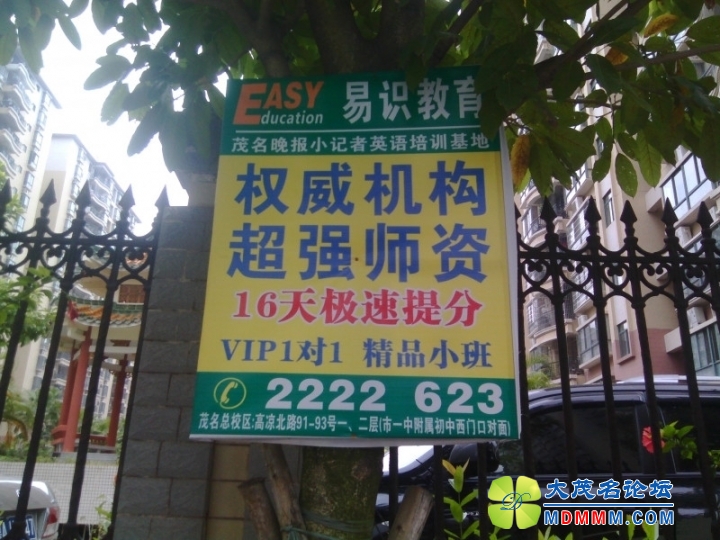 EASY Education 易识教育
茂名晚报小记者英语培训基地
权威机构
超强师资
16天极速提分
VIP1对1 精品小班
2222 623
茂名总校区:高凉北路91-93号一、二层(市一中附属初中西门口对面)
大茂名论坛
MDMMM.COM